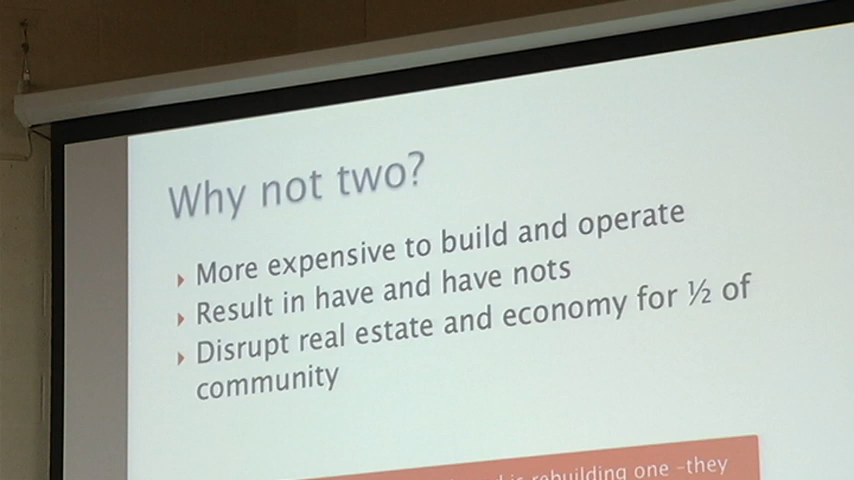 Why not two?
More expensive to build and operate
Result in have and have nots
Disrupt real estate and economy for ½ of
community
rebuilding one -they